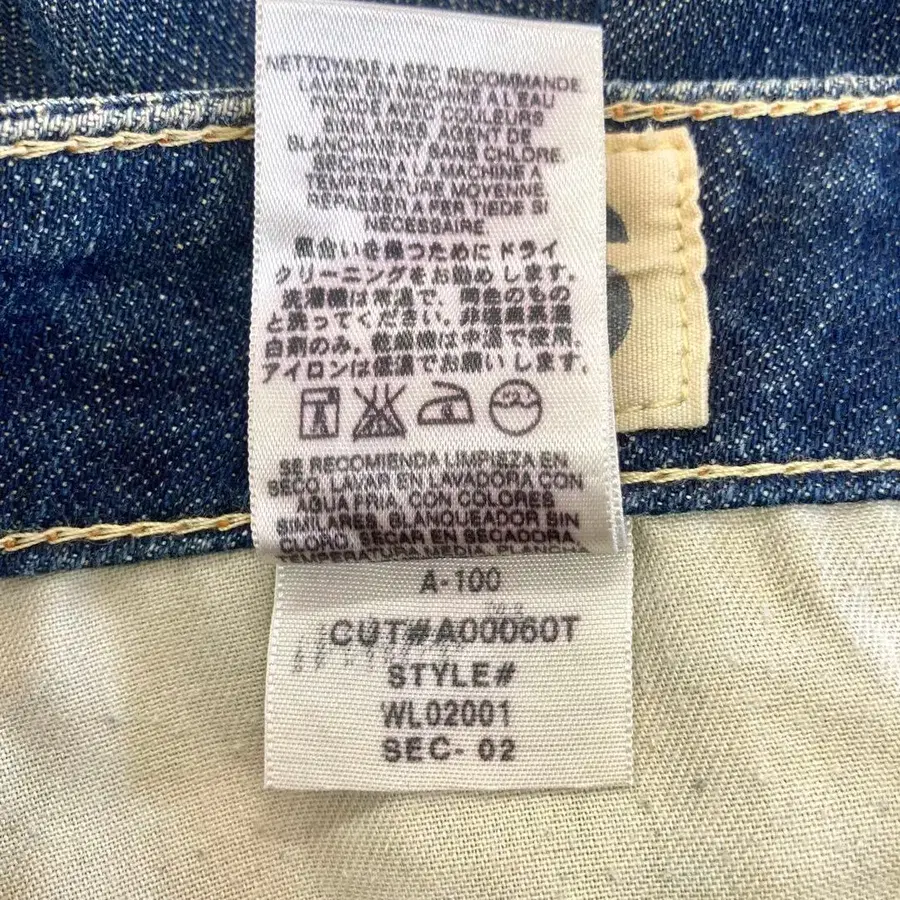 NETTOYAGE A SEC RECOMMANDE.
LAVER EN MACHINE A L'EAU
FROIDE AVEC COULEURS
SIMILAIRES. AGENT DE
BLANCHIMENT SANS CHLORE.
SECHER A LA MACHINE A
TEMPERATURE MOYENNE.
REPASSER A FER TIEDE SI
NECESSAIRE
風合いを保つためにドライ
クリーニングをお勧めします。
洗濯機は常温で、同色のもの
と洗ってください。非塩素系漂
白剤のみ。乾燥機は中温で使用。
アイロンは低温でお願いします
SE RECOMIENDA LIMPIEZA EN
SECO. LAVAR EN LAVADORA CON
AGUA FRIA CON COLORES
SIMILARES. BLANQUEADOR SIN
CLORO. SECAR EN SECADORA,
TEMPERATURA MEDIA. PLANCHA
A-100
CUT#A00060T
STYLE#
WL02001
SEC- 02